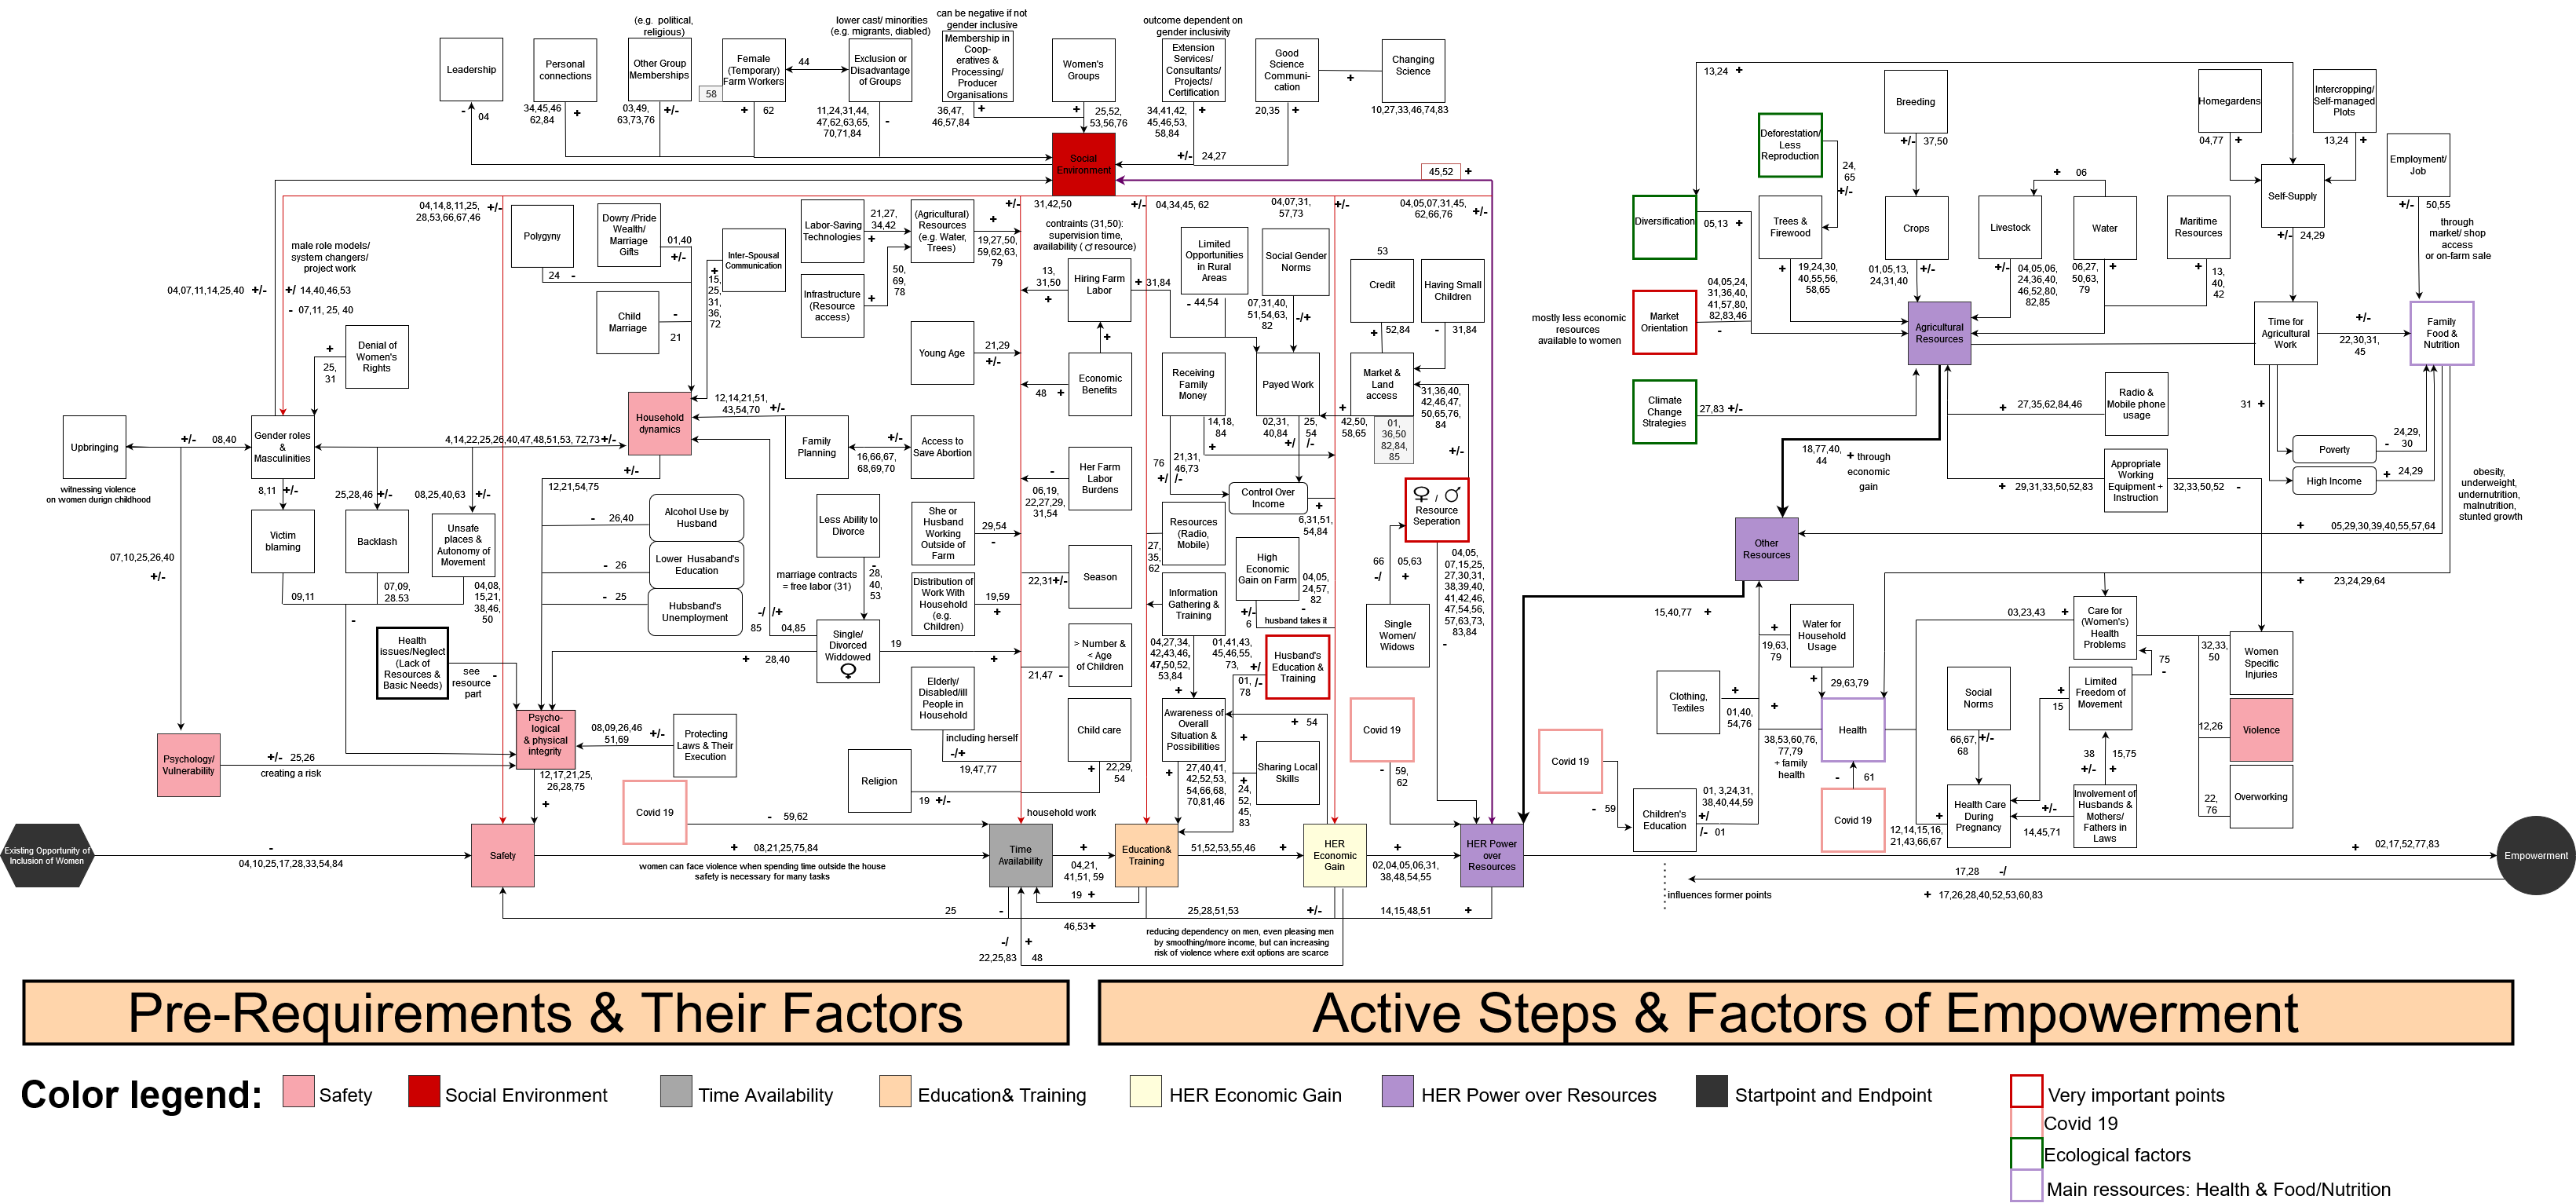 (e.g. political,
religious)
lower cast/ minorities
(e.g. migrants, diabled)
can be negative if not
gender inclusive
outcome dependent on
gender inclusivity
Leadership
Personal
connections
Other Group
Memberships
Female
(Temporary)
Farm Workers
58
44
Exclusion or
Disadvantage
of Groups
Membership in
Coop-
eratives &
Processing/
Producer
Organisations
Women's
Groups
Extension
Services/
Consultants/
Projects/
Certification
Good
Science
Communi-
cation
+
Changing
Science
- 04
34,45,46
62,84
+
03,49,
63,73,76
+/-
+ 62
11,24,31,44,
47,62,63,65,
70,71,84
-
36,47,
46,57,84
+
+
25,52,
53,56,76
34,41,42,
45,46,53,
58,84
+
20,35 +
10,27,33,46,74,83
Social
Environment
+/- 24,27
45,52 +
04,14,8,11,25,
28,53,66,67,46
+/-
+/- 31,42,50
+/- 04,34,45, 62
04,07,31,
57,73
+/-
04,05,07,31,45,
62,66,76
+/-
male role models/
system changers/
project work
04,07,11,14,25,40 +/-
+/ 14,40,46,53
- 07,11, 25, 40
Polygyny
24 -
Dowry /Pride
Wealth/
Marriage
Gifts
01,40
+/-
Inter-Spousal
Communication
+
15,
25,
31,
36,
72
Child
Marriage
-
21
Labor-Saving
Technologies
21,27,
34,42
+
(Agricultural)
Resources
(e.g. Water,
Trees)
+
19,27,50,
59,62,63,
79
Infrastructure
(Resource
access)
+
50,
69,
78
contraints (31,50):
supervision time,
availability (♂ resource)
Hiring Farm
Labor
13,
31,50
+
+ 31,84
Limited
Opportunities
in Rural
Areas
- 44,54
Social Gender
Norms
07,31,40,
51,54,63,
82
-/+
53
Credit
+ 52,84
Having Small
Children
- 31,84
Denial of
Women's
Rights
+
25,
31
Young Age
21,29
+/-
+
Economic
Benefits
48 +
Receiving
Family
Money
14,18,
84
+
Payed Work
02,31,
40,84
25,
54
+/ /-
Market &
Land
access
+
42,50,
58,65
01,
36,50
82,84,
85
31,36,40,
42,46,47,
50,65,76,
84
+/-
Upbringing
witnessing violence
on women durign childhood
+/- 08,40
Gender roles
&
Masculinities
4,14,22,25,26,40,47,48,51,53, 72,73+/-
Household
dynamics
12,14,21,51,
43,54,70
+/-
Family
Planning
+/-
16,66,67,
68,69,70
Access to
Save Abortion
+/-
12,21,54,75
8,11 +/-
25,28,46 +/-
08,25,40,63 +/-
Victim
blaming
Backlash
Unsafe
places &
Autonomy of
Movement
09,11
07,09,
28.53
04,08,
15,21,
38,46,
50
-
07,10,25,26,40
+/-
Alcohol Use by
Husband
- 26,40
Lower Husaband's
Education
- 26
Hubsband's
Unemployment
- 25
Less Ability to
Divorce
marriage contracts
= free labor (31)
-
28,
40,
53
-/ /+
85 04,85
Single/
Divorced
Widdowed
19
+
+ 28,40
Her Farm
Labor
Burdens
-
06,19,
22,27,29,
31,54
She or
Husband
Working
Outside of
Farm
29,54
-
Season
22,31+/-
Distribution of
Work With
Household
(e.g.
Children)
19,59
+
> Number &
< Age
of Children
21,47 -
Elderly/
Disabled/ill
People in
Household
including herself
-/+
19,47,77
Child care
+ 22,29,
54
Religion
19 +/-
household work
76
+/ /-
21,31,
46,73
Control Over
Income
+
6,31,51,
54,84
Resources
(Radio,
Mobile)
27,
35,
62
High
Economic
Gain on Farm
04,05,
24,57,
82
-
+/-
6
husband takes it
Information
Gathering &
Training
04,27,34,
42,43,46,
47,50,52,
53,84
+
01,41,43,
45,46,55,
73,
+/
01, /-
78
Husband's
Education &
Training
Awareness of
Overall
Situation &
Possibilities
+ 54
+
Sharing Local
Skills
+
27,40,41,
42,52,53,
54,66,68,
70,81,46
+
24,
52,
45,
83
♀ / ♂
Resource
Seperation
66
-/
05,63
+
Single
Women/
Widows
04,05,
07,15,25,
27,30,31,
38,39,40,
41,42,46,
47,54,56,
57,63,73,
83,84
-
Covid 19
- 59,
62
Health
issues/Neglect
(Lack of
Resources &
Basic Needs)
see
resource -
part
Psycho-
logical
& physical
integrity
08,09,26,46
51,69
+/-
Protecting
Laws & Their
Execution
Psychology/
Vulnerability
+/- 25,26
creating a risk
12,17,21,25,
26,28,75
+
Covid 19
- 59,62
Existing Opportunity of
Inclusion of Women
-
04,10,25,17,28,33,54,84
Safety
+ 08,21,25,75,84
women can face violence when spending time outside the house
safety is necessary for many tasks
Time
Availability
+
04,21,
41,51, 59
Education&
Training
51,52,53,55,46 +
HER
Economic
Gain
+
02,04,05,06,31,
38,48,54,55
HER Power
over
Resources
19 +
25 -
25,28,51,53 +/-
14,15,48,51 +
46,53+
-/ +
22,25,83 48
reducing dependency on men, even pleasing men
by smoothing/more income, but can increasing
risk of violence where exit options are scarce
13,24 +
Deforestation/
Less
Reproduction
24,
65
+/-
Breeding
+/- 37,50
Homegardens
04,77 +
Intercropping/
Self-managed
Plots
13,24 +
Employment/
Job
+/- 50,55
through
market/ shop
access
or on-farm sale
+ 06
Diversification
05,13 +
Trees &
Firewood
+
19,24,30,
40,55,56,
58,65
Crops
01,05,13,
24,31,40
+/-
Livestock
+/-
04,05,06,
24,36,40,
46,52,80,
82,85
Water
06,27,
50,63,
79
+
Maritime
Resources
+
13,
40,
42
Self-Supply
+/- 24,29
mostly less economic
resources
available to women
Market
Orientation
04,05,24,
31,36,40,
41,57,80,
82,83,46
-
Agricultural
Resources
Time for
Agricultural
Work
+/-
22,30,31,
45
Family
Food &
Nutrition
Climate
Change
Strategies
27,83 +/-
+ 27,35,62,84,46
Radio &
Mobile phone
usage
31 +
Poverty
24,29,
- 30
High Income
+ 24,29
18,77,40,
44
+ through
economic
gain
Appropriate
Working
Equipment +
Instruction
+ 29,31,33,50,52,83
32,33,50,52 -
obesity,
underweight,
undernutrition,
malnutrition,
stunted growth
Other
Resources
+ 05,29,30,39,40,55,57,64
+ 23,24,29,64
15,40,77 +
Water for
Household
Usage
+
19,63,
79
+ 29,63,79
03,23,43 +
Care for
(Women's)
Health
Problems
75
-
32,33,
50
Women
Specific
Injuries
Clothing,
Textiles
+
01,40,
54,76
+
Health
38,53,60,76,
77,79
+ family
health
Social
Norms
66,67,
68
+/-
Limited
Freedom of
Movement
+
15
38
+/-
15,75
+
12,26
Violence
Covid 19
- 59
Children's
Education
01, 3,24,31,
38,40,44,59
+/
/- 01
- 61
Covid 19
+
12,14,15,16,
21,43,66,67
Health Care
During
Pregnancy
+/-
14,45,71
Involvement of
Husbands &
Mothers/
Fathers in
Laws
22,
76
Overworking
+ 02,17,52,77,83
Empowerment
17,28 -/
influences former points
+ 17,26,28,40,52,53,60,83
Pre-Requirements & Their Factors
Active Steps & Factors of Empowerment
Color legend:
Safety
Social Environment
Time Availability
Education& Training
HER Economic Gain
HER Power over Resources
Startpoint and Endpoint
Very important points
Covid 19
Ecological factors
Main ressources: Health & Food/Nutrition